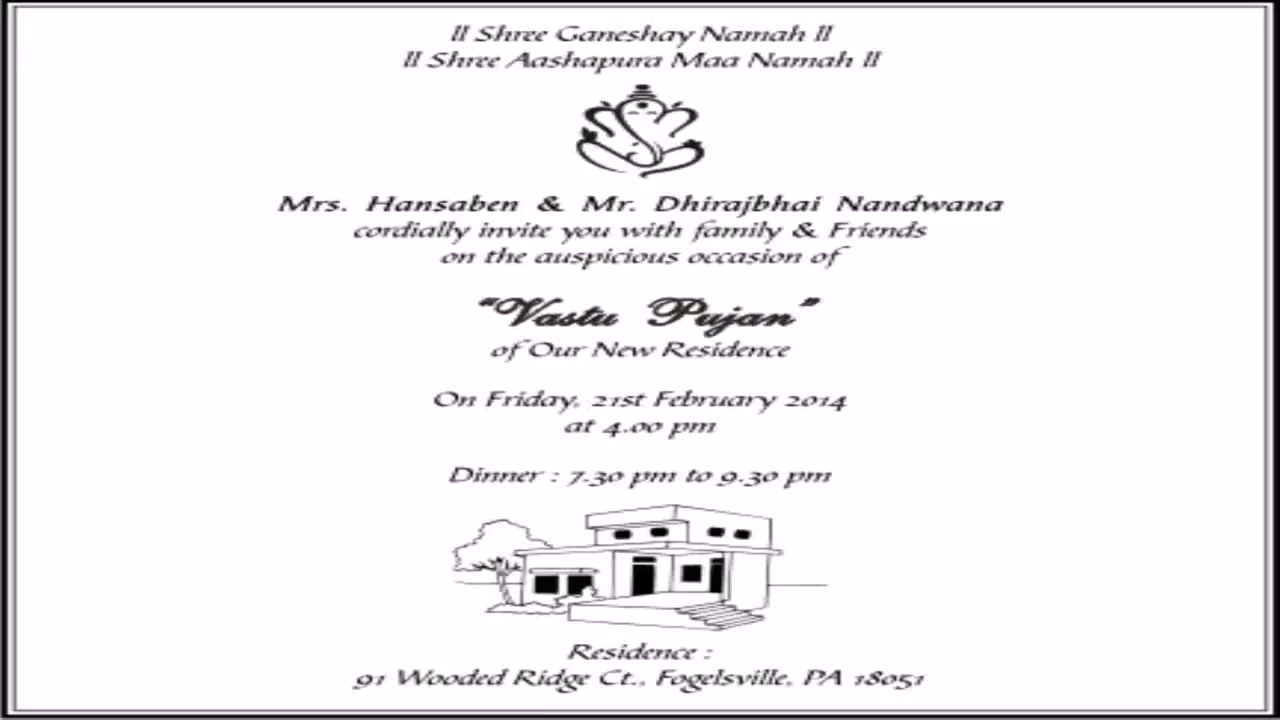 ll Shree Ganeshay Namah ll
ll Shree Aashapura Maa Namah ll
Mrs. Hansaben & Mr. Dhirajbhai Nandwana
cordially invite you with family & Friends
on the auspicious occasion of
"Vastu Pujan"
of Our New Residence
On Friday, 21st February 2014
at 4.00 pm
Dinner : 7.30 pm to 9.30 pm
Residence :
91 Wooded Ridge Ct., Fogelsville, PA 18051